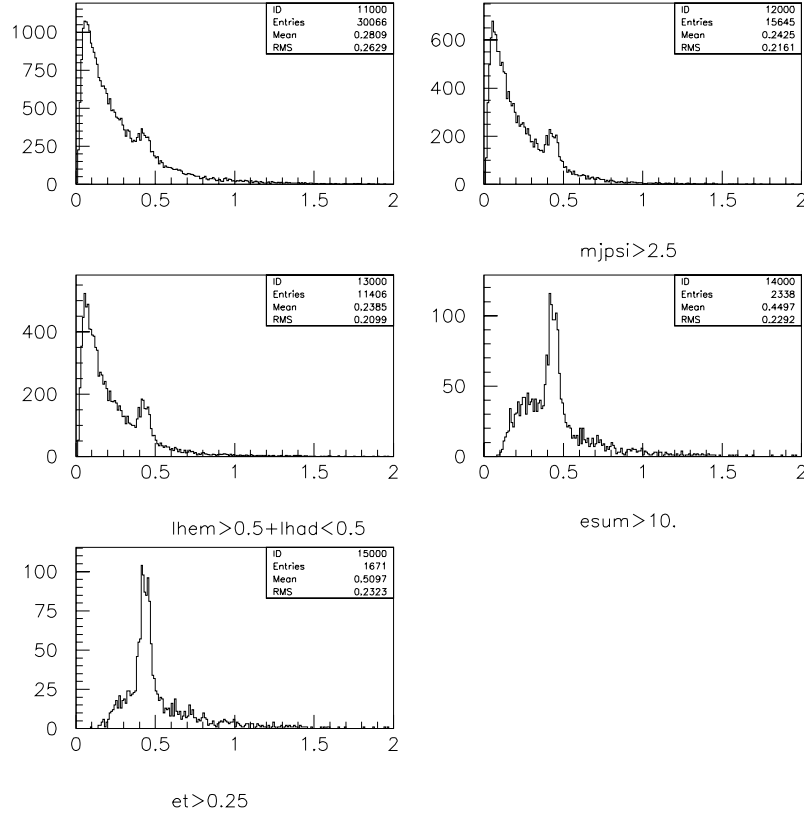 ID 11000
Entries 30066
Mean 0.2809
RMS 0.2629
1000
750
500
250
0
0 0.5 1 1.5 2
ID 12000
Entries 15645
Mean 0.2425
RMS 0.2161
600
400
200
0
0 0.5 1 1.5 2
mjpsi>2.5
ID 13000
Entries 11406
Mean 0.2385
RMS 0.2099
400
200
0
0 0.5 1 1.5 2
lhem>0.5+lhad<0.5
ID 14000
Entries 2338
Mean 0.4497
RMS 0.2292
100
50
0
0 0.5 1 1.5 2
esum>10.
ID 15000
Entries 1671
Mean 0.5097
RMS 0.2323
100
75
50
25
0
0 0.5 1 1.5 2
et>0.25